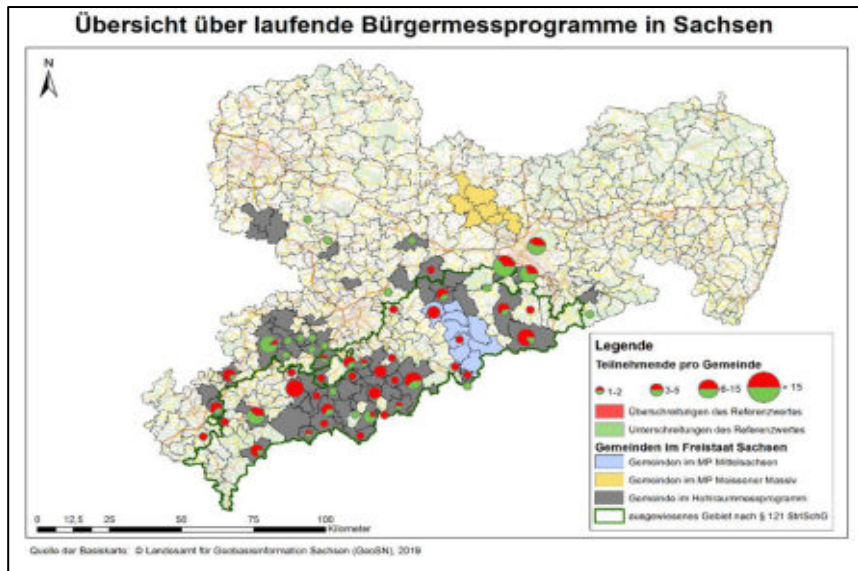 Übersicht über laufende Bürgermessprogramme in Sachsen
N
Legende
Teilnehmende pro Gemeinde
1-2 3-5 6-15 > 15
Überschreitungen des Referenzwertes
Unterschreitungen des Referenzwertes
Gemeinden im Freistaat Sachsen
Gemeinden im MP Mittelsachsen
Gemeinden im MP Meissener Massiv
Gemeinde im Hohlraummessprogramm
ausgewiesenes Gebiet nach § 121 StrlSchG
0 12,5 25 50 75 100
Kilometer
Quelle der Basiskarte: © Landesamt für Geobasisinformation Sachsen (GeoSN), 2019